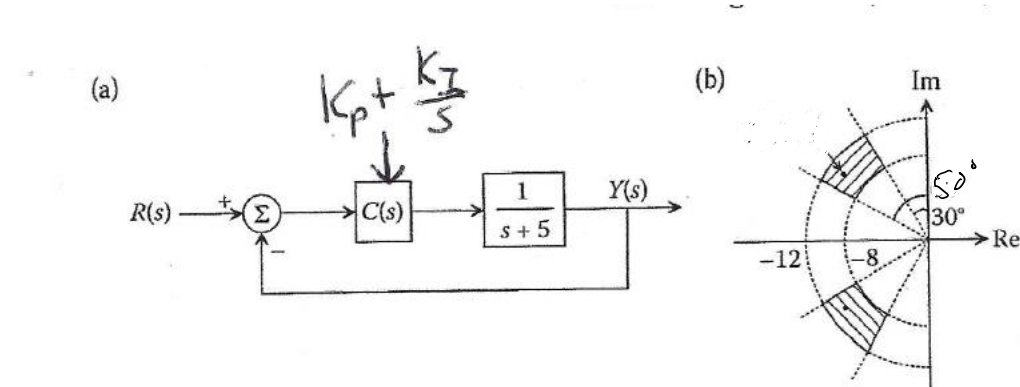 (a)
Kp + KI/s
R(s)
+
Σ
−
C(s)
1
s + 5
Y(s)
(b)
Im
50°
30°
Re
−12
−8